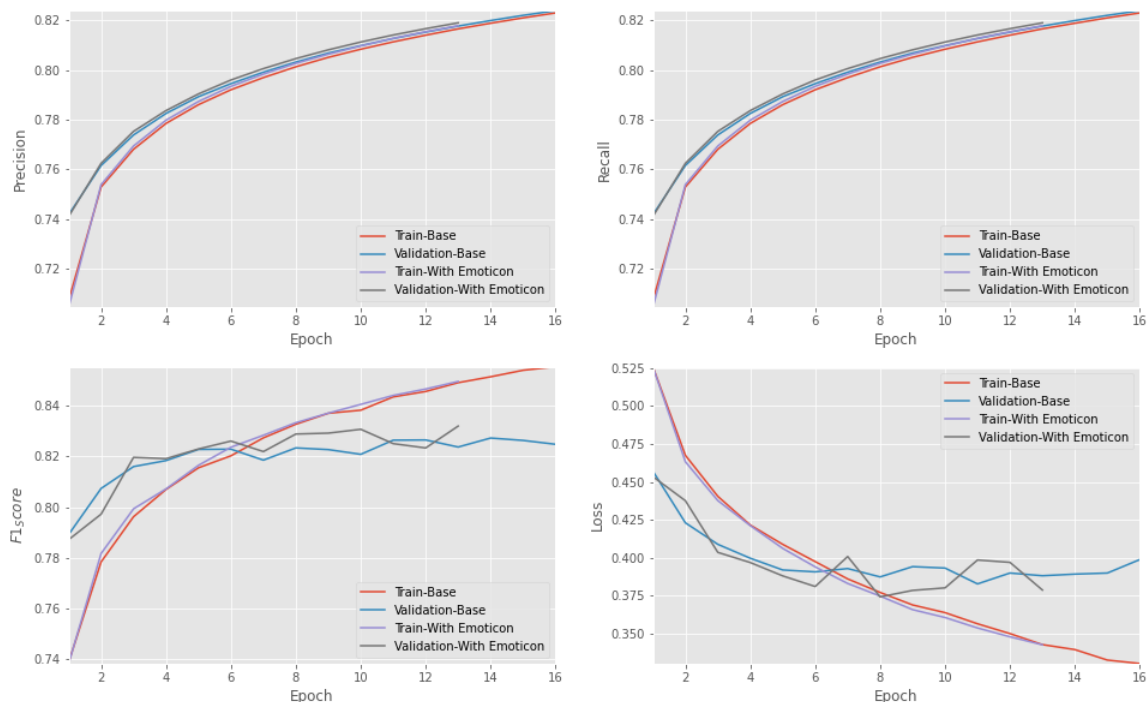 0.82
0.80
0.78
0.76
0.74
0.72
Precision
2 4 6 8 10 12 14 16
Epoch
Train-Base
Validation-Base
Train-With Emoticon
Validation-With Emoticon
0.82
0.80
0.78
0.76
0.74
0.72
Recall
2 4 6 8 10 12 14 16
Epoch
Train-Base
Validation-Base
Train-With Emoticon
Validation-With Emoticon
0.84
0.82
0.80
0.78
0.76
0.74
F1ₛcore
2 4 6 8 10 12 14 16
Epoch
Train-Base
Validation-Base
Train-With Emoticon
Validation-With Emoticon
0.525
0.500
0.475
0.450
0.425
0.400
0.375
0.350
Loss
2 4 6 8 10 12 14 16
Epoch
Train-Base
Validation-Base
Train-With Emoticon
Validation-With Emoticon